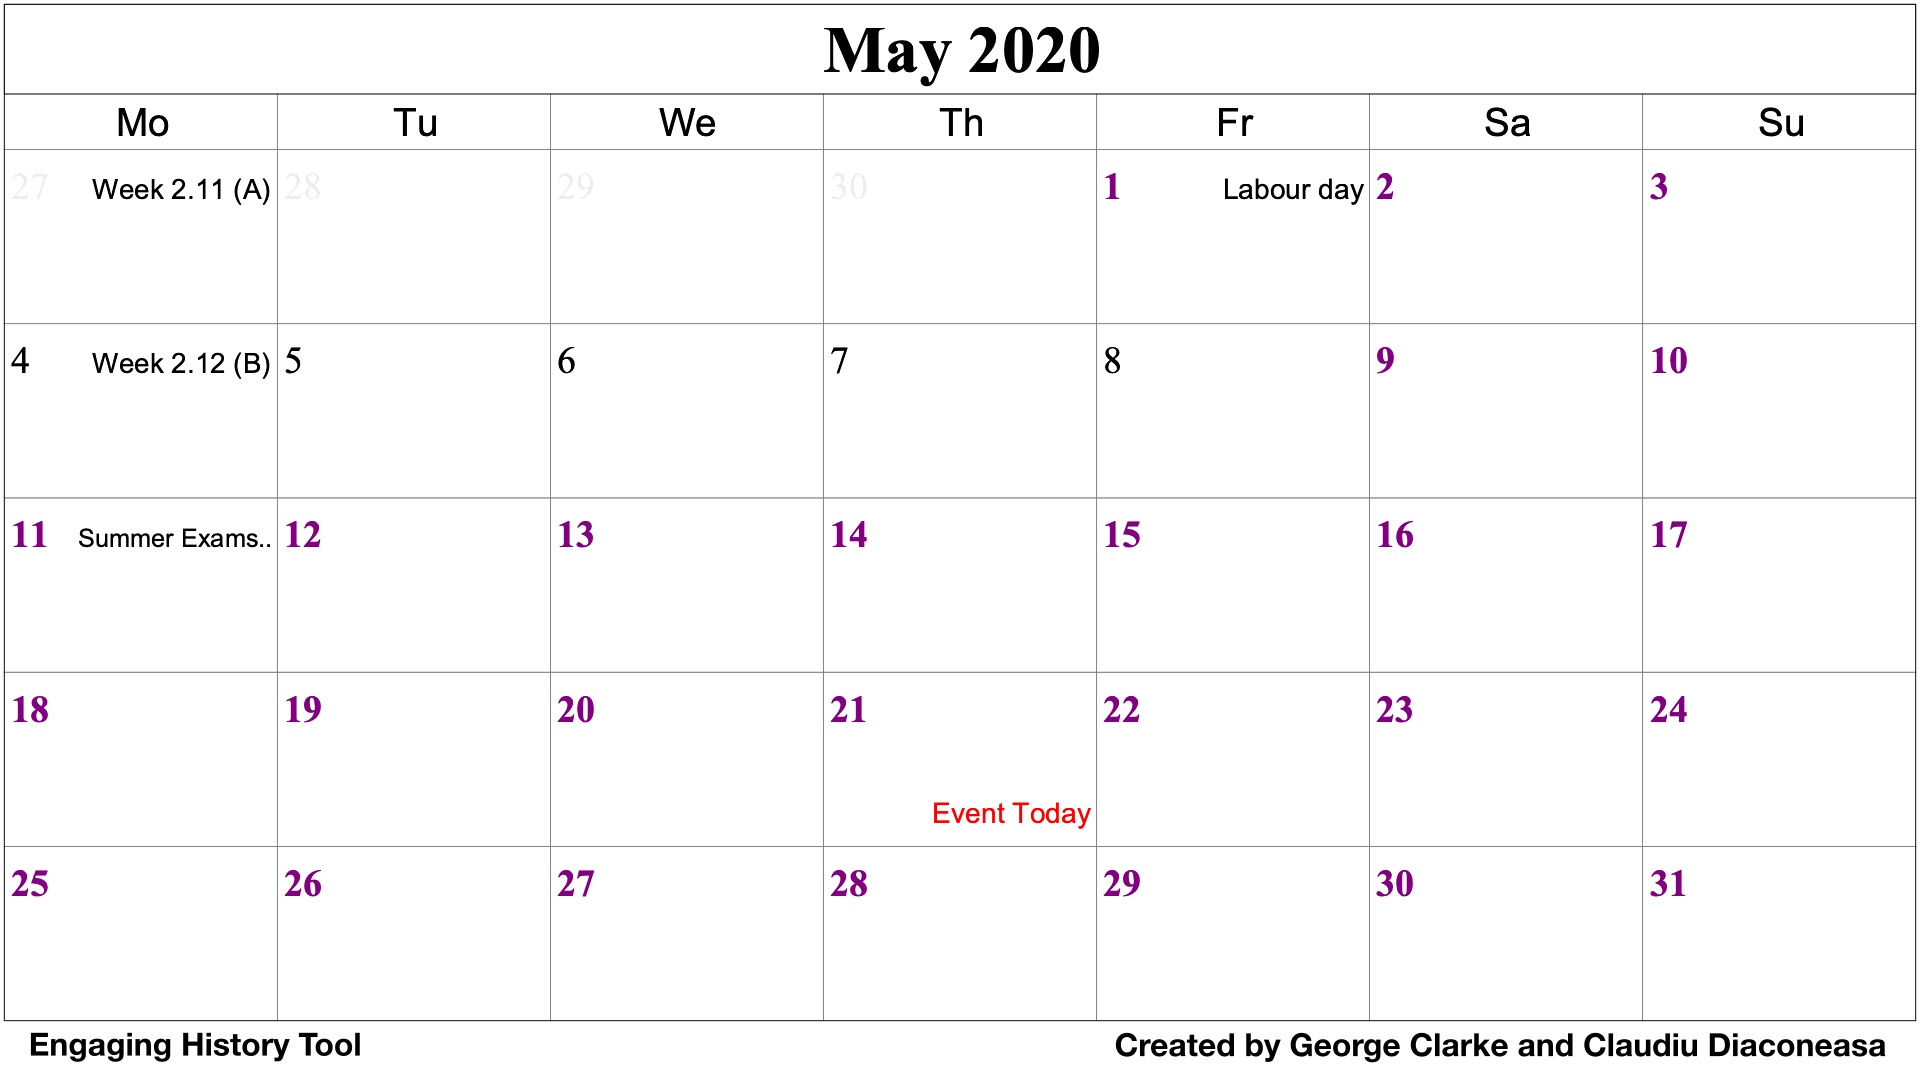 May 2020
Mo Tu We Th Fr Sa Su
27 Week 2.11 (A) 28 29 30 1 Labour day 2 3
4 Week 2.12 (B) 5 6 7 8 9 10
11 Summer Exams.. 12 13 14 15 16 17
18 19 20 21 22 23 24
Event Today
25 26 27 28 29 30 31
Engaging History Tool Created by George Clarke and Claudiu Diaconeasa